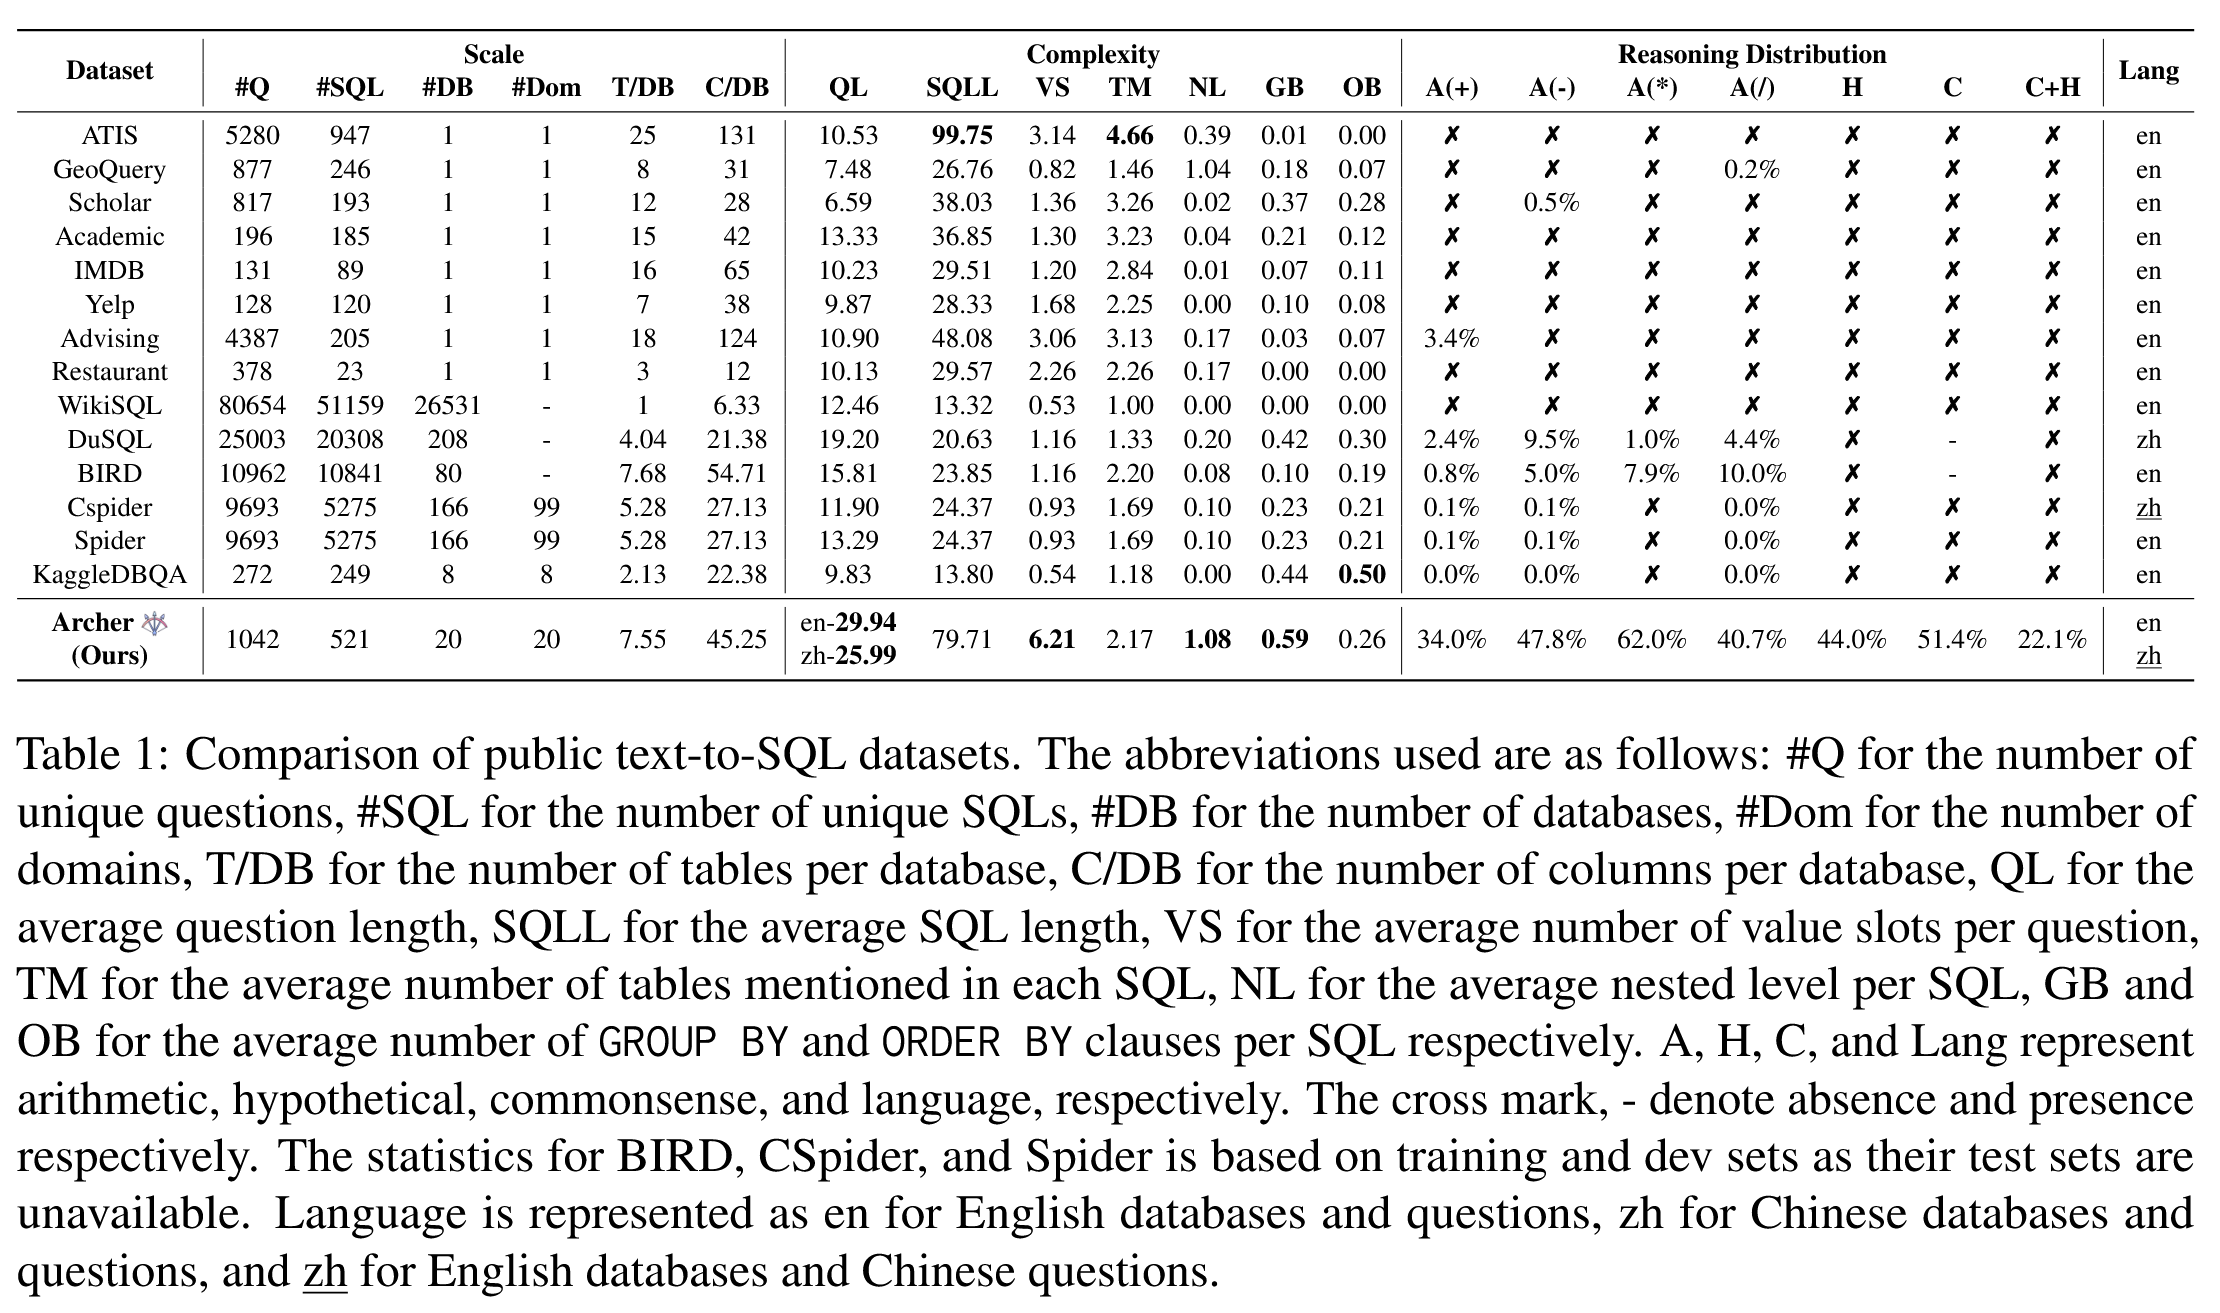 Dataset Scale Complexity Reasoning Distribution Lang
#Q #SQL #DB #Dom T/DB C/DB QL SQLL VS TM NL GB OB A(+) A(-) A(*) A(/) H C C+H
ATIS 5280 947 1 1 25 131 10.53 99.75 3.14 4.66 0.39 0.01 0.00 ✗ ✗ ✗ ✗ ✗ ✗ ✗ en
GeoQuery 877 246 1 1 8 31 7.48 26.76 0.82 1.46 1.04 0.18 0.07 ✗ ✗ ✗ 0.2% ✗ ✗ ✗ en
Scholar 817 193 1 1 12 28 6.59 38.03 1.36 3.26 0.02 0.37 0.28 ✗ 0.5% ✗ ✗ ✗ ✗ ✗ en
Academic 196 185 1 1 15 42 13.33 36.85 1.30 3.23 0.04 0.21 0.12 ✗ ✗ ✗ ✗ ✗ ✗ ✗ en
IMDB 131 89 1 1 16 65 10.23 29.51 1.20 2.84 0.01 0.07 0.11 ✗ ✗ ✗ ✗ ✗ ✗ ✗ en
Yelp 128 120 1 1 7 38 9.87 28.33 1.68 2.25 0.00 0.10 0.08 ✗ ✗ ✗ ✗ ✗ ✗ ✗ en
Advising 4387 205 1 1 18 124 10.90 48.08 3.06 3.13 0.17 0.03 0.07 3.4% ✗ ✗ ✗ ✗ ✗ ✗ en
Restaurant 378 23 1 1 3 12 10.13 29.57 2.26 2.26 0.17 0.00 0.00 ✗ ✗ ✗ ✗ ✗ ✗ ✗ en
WikiSQL 80654 51159 26531 - 1 6.33 12.46 13.32 0.53 1.00 0.00 0.00 0.00 ✗ ✗ ✗ ✗ ✗ ✗ ✗ en
DuSQL 25003 20308 208 - 4.04 21.38 19.20 20.63 1.16 1.33 0.20 0.42 0.30 2.4% 9.5% 1.0% 4.4% ✗ - ✗ zh
BIRD 10962 10841 80 - 7.68 54.71 15.81 23.85 1.16 2.20 0.08 0.10 0.19 0.8% 5.0% 7.9% 10.0% ✗ - ✗ en
Cspider 9693 5275 166 99 5.28 27.13 11.90 24.37 0.93 1.69 0.10 0.23 0.21 0.1% 0.1% ✗ 0.0% ✗ ✗ ✗ zh
Spider 9693 5275 166 99 5.28 27.13 13.29 24.37 0.93 1.69 0.10 0.23 0.21 0.1% 0.1% ✗ 0.0% ✗ ✗ ✗ en
KaggleDBQA 272 249 8 8 2.13 22.38 9.83 13.80 0.54 1.18 0.00 0.44 0.50 0.0% 0.0% ✗ 0.0% ✗ ✗ ✗ en
Archer en-29.94 en
1042 521 20 20 7.55 45.25 79.71 6.21 2.17 1.08 0.59 0.26 34.0% 47.8% 62.0% 40.7% 44.0% 51.4% 22.1%
(Ours) zh-25.99 zh
Table 1: Comparison of public text-to-SQL datasets. The abbreviations used are as follows: #Q for the number of
unique questions, #SQL for the number of unique SQLs, #DB for the number of databases, #Dom for the number of
domains, T/DB for the number of tables per database, C/DB for the number of columns per database, QL for the
average question length, SQLL for the average SQL length, VS for the average number of value slots per question,
TM for the average number of tables mentioned in each SQL, NL for the average nested level per SQL, GB and
OB for the average number of GROUP BY and ORDER BY clauses per SQL respectively. A, H, C, and Lang represent
arithmetic, hypothetical, commonsense, and language, respectively. The cross mark, - denote absence and presence
respectively. The statistics for BIRD, CSpider, and Spider is based on training and dev sets as their test sets are
unavailable. Language is represented as en for English databases and questions, zh for Chinese databases and
questions, and zh for English databases and Chinese questions.